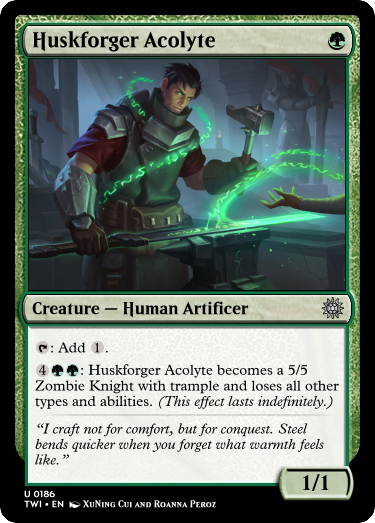 Huskforger Acolyte
Creature — Human Artificer
: Add 1.
4: Huskforger Acolyte becomes a 5/5
Zombie Knight with trample and loses all other
types and abilities. (This effect lasts indefinitely.)
“I craft not for comfort, but for conquest. Steel
bends quicker when you forget what warmth feels
like.”
1/1
U 0186
TWI • EN XuNing Cui and Roanna Peroz